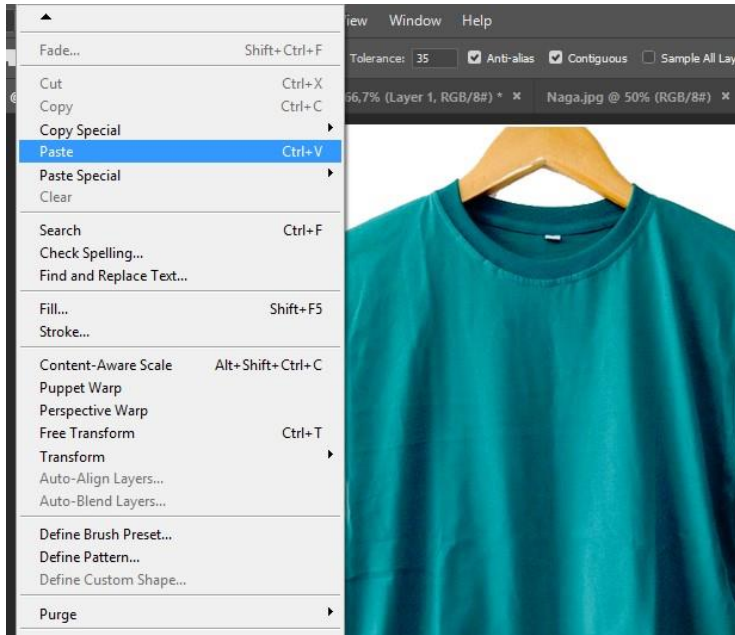 iew Window Help
Fade... Shift+Ctrl+F
Tolerance: 35 Anti-alias Contiguous Sample All Lay
Cut Ctrl+X
66,7% (Layer 1, RGB/8#) * × Naga.jpg @ 50% (RGB/8#) ×
Copy Ctrl+C
Copy Special
Paste Ctrl+V
Paste Special
Clear
Search Ctrl+F
Check Spelling...
Find and Replace Text...
Fill... Shift+F5
Stroke...
Content-Aware Scale Alt+Shift+Ctrl+C
Puppet Warp
Perspective Warp
Free Transform Ctrl+T
Transform
Auto-Align Layers...
Auto-Blend Layers...
Define Brush Preset...
Define Pattern...
Define Custom Shape...
Purge